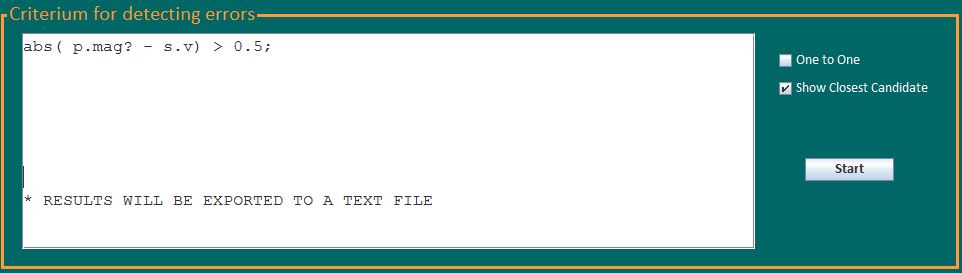 Criterium for detecting errors
abs( p.mag? - s.v) > 0.5;
* RESULTS WILL BE EXPORTED TO A TEXT FILE
One to One
Show Closest Candidate
Start